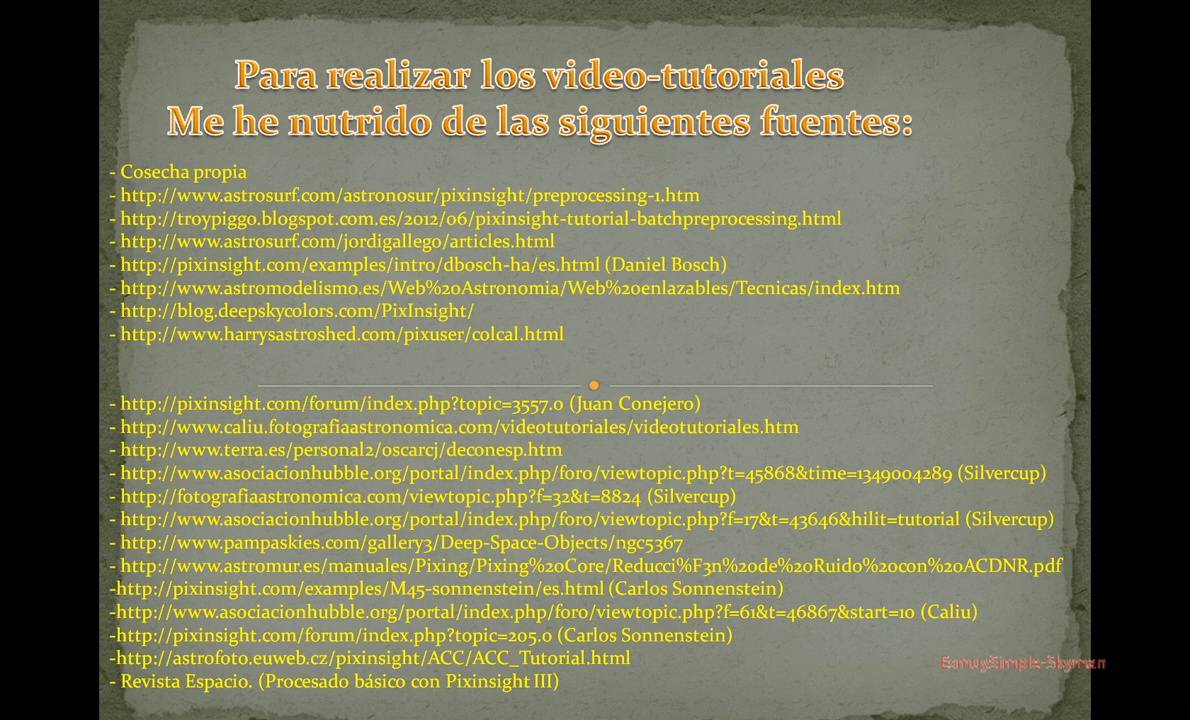 Para realizar los video-tutoriales
Me he nutrido de las siguientes fuentes:
- Cosecha propia
- http://www.astrosurf.com/astronosur/pixinsight/preprocessing-1.htm
- http://troypiggo.blogspot.com.es/2012/06/pixinsight-tutorial-batchpreprocessing.html
- http://www.astrosurf.com/jordigallego/articles.html
- http://pixinsight.com/examples/intro/dbosch-ha/es.html (Daniel Bosch)
- http://www.astromodelismo.es/Web%20Astronomia/Web%20enlazables/Tecnicas/index.htm
- http://blog.deepskycolors.com/PixInsight/
- http://www.harrysastroshed.com/pixuser/colcal.html
- http://pixinsight.com/forum/index.php?topic=3557.0 (Juan Conejero)
- http://www.caliu.fotografiaastronomica.com/videotutoriales/videotutoriales.htm
- http://www.terra.es/personal2/oscarcj/deconesp.htm
- http://www.asociacionhubble.org/portal/index.php/foro/viewtopic.php?t=45868&time=1349004289 (Silvercup)
- http://fotografiaastronomica.com/viewtopic.php?f=32&t=8824 (Silvercup)
- http://www.asociacionhubble.org/portal/index.php/foro/viewtopic.php?f=17&t=43646&hilit=tutorial (Silvercup)
- http://www.pampaskies.com/gallery3/Deep-Space-Objects/ngc5367
- http://www.astromur.es/manuales/Pixing/Pixing%20Core/Reducci%F3n%20de%20Ruido%20con%20ACDNR.pdf
-http://pixinsight.com/examples/M45-sonnenstein/es.html (Carlos Sonnenstein)
-http://www.asociacionhubble.org/portal/index.php/foro/viewtopic.php?f=61&t=46867&start=10 (Caliu)
-http://pixinsight.com/forum/index.php?topic=205.0 (Carlos Sonnenstein)
-http://astrofoto.euweb.cz/pixinsight/ACC/ACC_Tutorial.html
- Revista Espacio. (Procesado básico con Pixinsight III)
EsmuySimple-Skyman